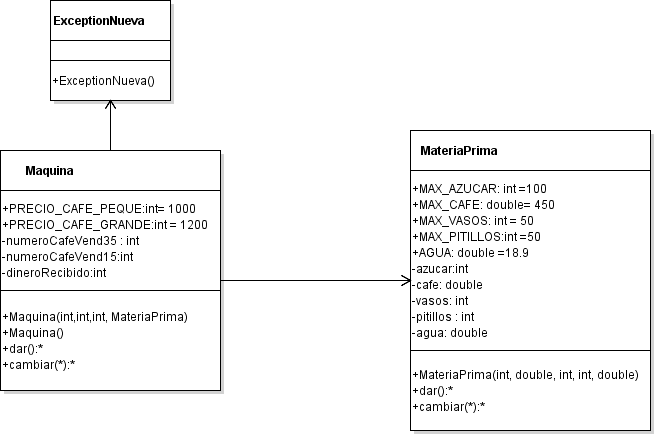 ExceptionNueva
+ExceptionNueva()
Maquina
+PRECIO_CAFE_PEQUE:int= 1000
+PRECIO_CAFE_GRANDE:int= 1200
-numeroCafeVend35 : int
-numeroCafeVend15:int
-dineroRecibido:int
+Maquina(int,int,int, MateriaPrima)
+Maquina()
+dar():*
+cambiar(*):*
MateriaPrima
+MAX_AZUCAR: int =100
+MAX_CAFE: double= 450
+MAX_VASOS: int = 50
+MAX_PITILLOS:int =50
+AGUA: double =18.9
-azucar:int
-cafe: double
-vasos: int
-pitillos : int
-agua: double
+MateriaPrima(int, double, int, int, double)
+dar():*
+cambiar(*):*